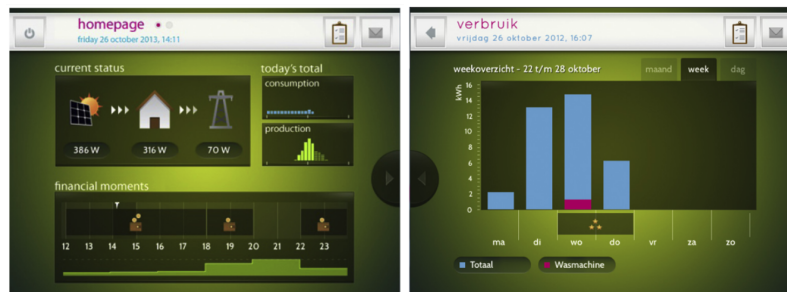 homepage
friday 26 october 2013, 14:11
current status
today's total
consumption
production
386 W
316 W
70 W
financial moments
12 13 14 15 16 17 18 19 20 21 22 23
verbruik
vrijdag 26 oktober 2012, 16:07
weekoverzicht - 22 t/m 28 oktober
maand week dag
kWh
16
14
12
10
8
6
4
2
0
ma di wo do vr za zo
Totaal
Wasmachine